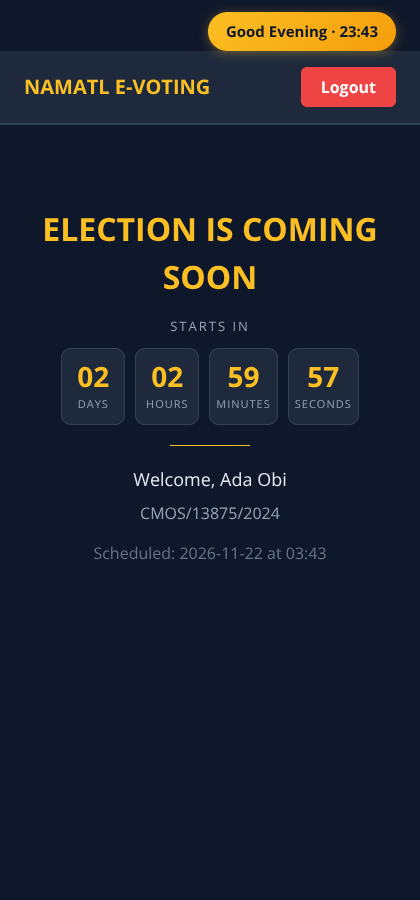 Good Evening · 23:43
NAMATL E-VOTING
Logout
ELECTION IS COMING
SOON
STARTS IN
02
DAYS
02
HOURS
59
MINUTES
57
SECONDS
Welcome, Ada Obi
CMOS/13875/2024
Scheduled: 2026-11-22 at 03:43